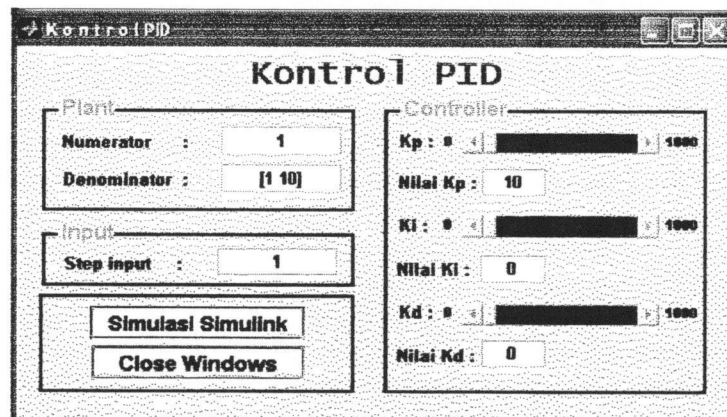 KontrolPID
Kontrol PID
Plant
Numerator : 1
Denominator : [1 10]
Input
Step input : 1
Simulasi Simulink
Close Windows
Controller
Kp : 0 1000
Nilai Kp : 10
Ki : 0 1000
Nilai Ki : 0
Kd : 0 1000
Nilai Kd : 0